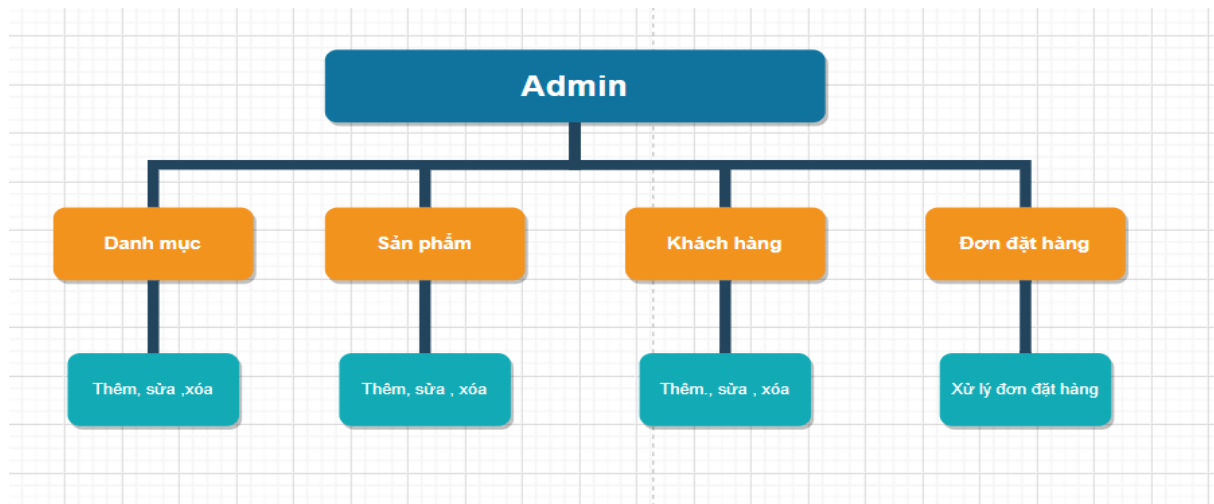 Admin
Danh mục
Sản phẩm
Khách hàng
Đơn đặt hàng
Thêm, sửa ,xóa
Thêm, sửa , xóa
Thêm., sửa , xóa
Xử lý đơn đặt hàng